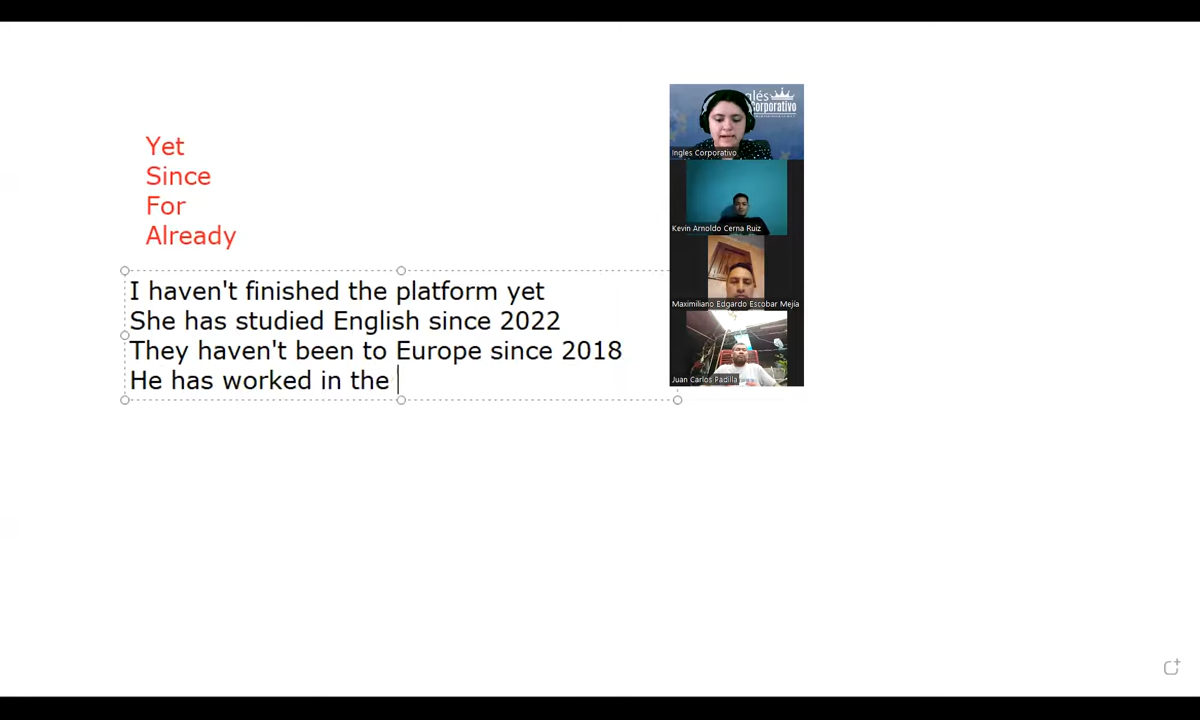 Yet
Since
For
Already
I haven't finished the platform yet
She has studied English since 2022
They haven't been to Europe since 2018
He has worked in the
glés
Corporativo
Ingles Corporativo
Kevin Arnoldo Cerna Ruiz
Maximiliano Edgardo Escobar Mejía
Juan Carlos Padilla